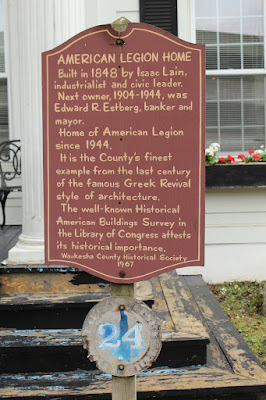 AMERICAN LEGION HOME
Built in 1848 by Isaac Lain,
industrialist and civic leader.
Next owner, 1904-1944, was
Edward R. Estberg, banker and
mayor.
Home of American Legion
since 1944.
It is the County's finest
example from the last century
of the famous Greek Revival
style of architecture.
The well-known Historical
American Buildings Survey in
the Library of Congress attests
its historical importance.
Waukesha County Historical Society
1967
24